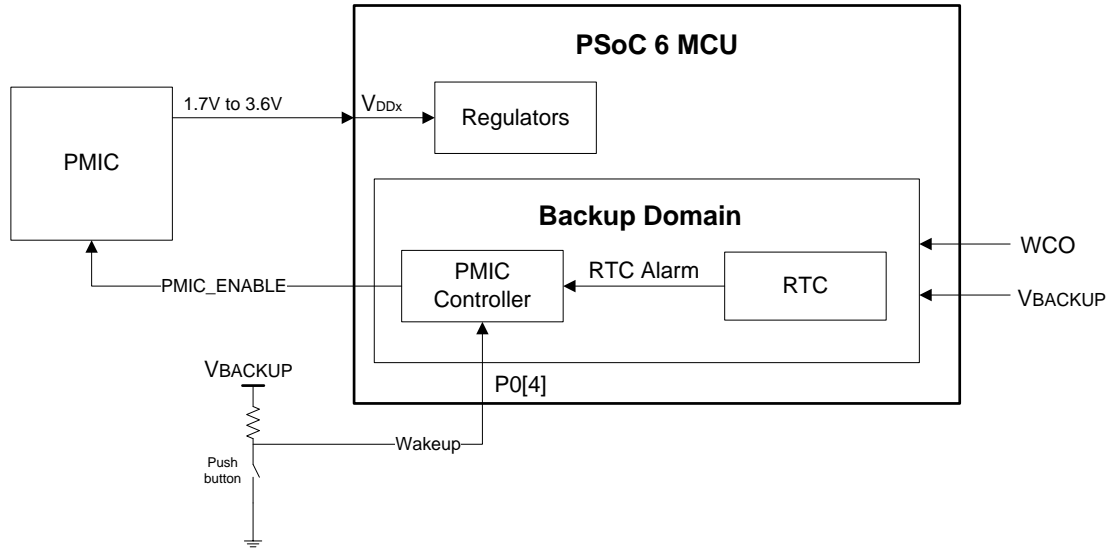 PSoC 6 MCU
1.7V to 3.6V
VDDx
Regulators
PMIC
Backup Domain
WCO
PMIC
Controller
RTC Alarm
RTC
PMIC_ENABLE
VBACKUP
VBACKUP
P0[4]
Wakeup
Push
button